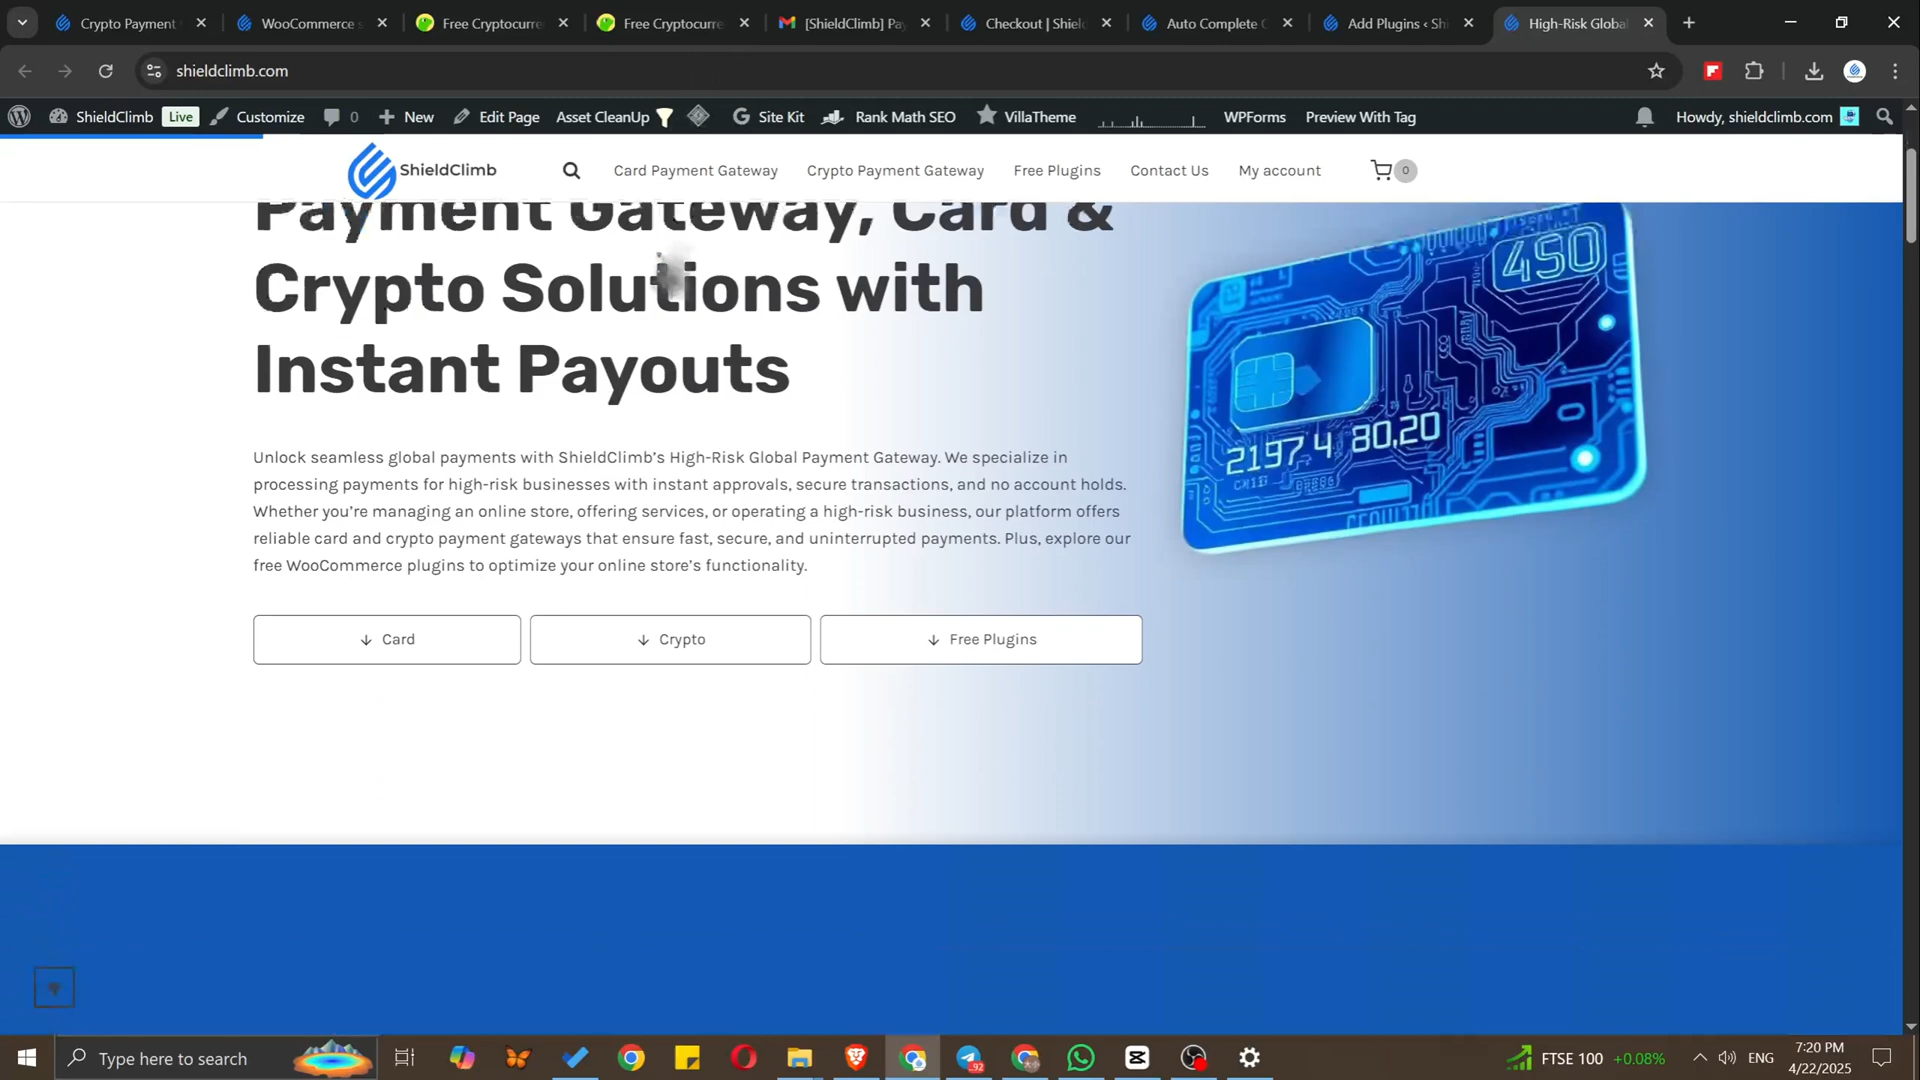 Crypto Payment
WooCommerce s
Free Cryptocurre
Free Cryptocurre
[ShieldClimb] Pay
Checkout | Shiel
Auto Complete C
Add Plugins ‹ Shi
High-Risk Global
shieldclimb.com
ShieldClimb Live Customize 0 New Edit Page Asset CleanUp Site Kit Rank Math SEO VillaTheme WPForms Preview With Tag Howdy, shieldclimb.com
ShieldClimb Card Payment Gateway Crypto Payment Gateway Free Plugins Contact Us My account 0
Payment Gateway, Card &
Crypto Solutions with
Instant Payouts
450
2197 4 80,20
Unlock seamless global payments with ShieldClimb’s High-Risk Global Payment Gateway. We specialize in
processing payments for high-risk businesses with instant approvals, secure transactions, and no account holds.
Whether you’re managing an online store, offering services, or operating a high-risk business, our platform offers
reliable card and crypto payment gateways that ensure fast, secure, and uninterrupted payments. Plus, explore our
free WooCommerce plugins to optimize your online store’s functionality.
↓ Card ↓ Crypto ↓ Free Plugins
Type here to search
92
FTSE 100 +0.08%
ENG
7:20 PM
4/22/2025